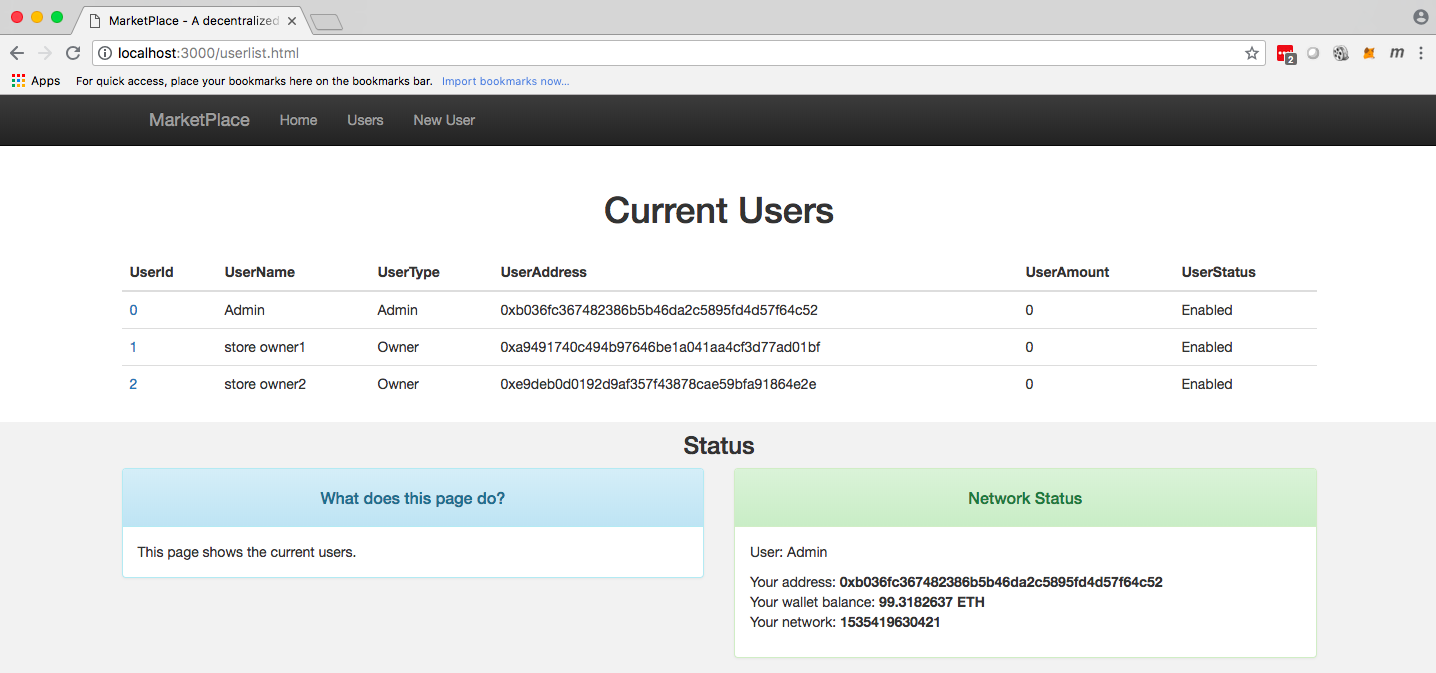 MarketPlace - A decentralized
localhost:3000/userlist.html
2
m
Apps For quick access, place your bookmarks here on the bookmarks bar. Import bookmarks now...
MarketPlace Home Users New User
Current Users
UserId UserName UserType UserAddress UserAmount UserStatus
0 Admin Admin 0xb036fc367482386b5b46da2c5895fd4d57f64c52 0 Enabled
1 store owner1 Owner 0xa9491740c494b97646be1a041aa4cf3d77ad01bf 0 Enabled
2 store owner2 Owner 0xe9deb0d0192d9af357f43878cae59bfa91864e2e 0 Enabled
Status
What does this page do?
This page shows the current users.
Network Status
User: Admin
Your address: 0xb036fc367482386b5b46da2c5895fd4d57f64c52
Your wallet balance: 99.3182637 ETH
Your network: 1535419630421